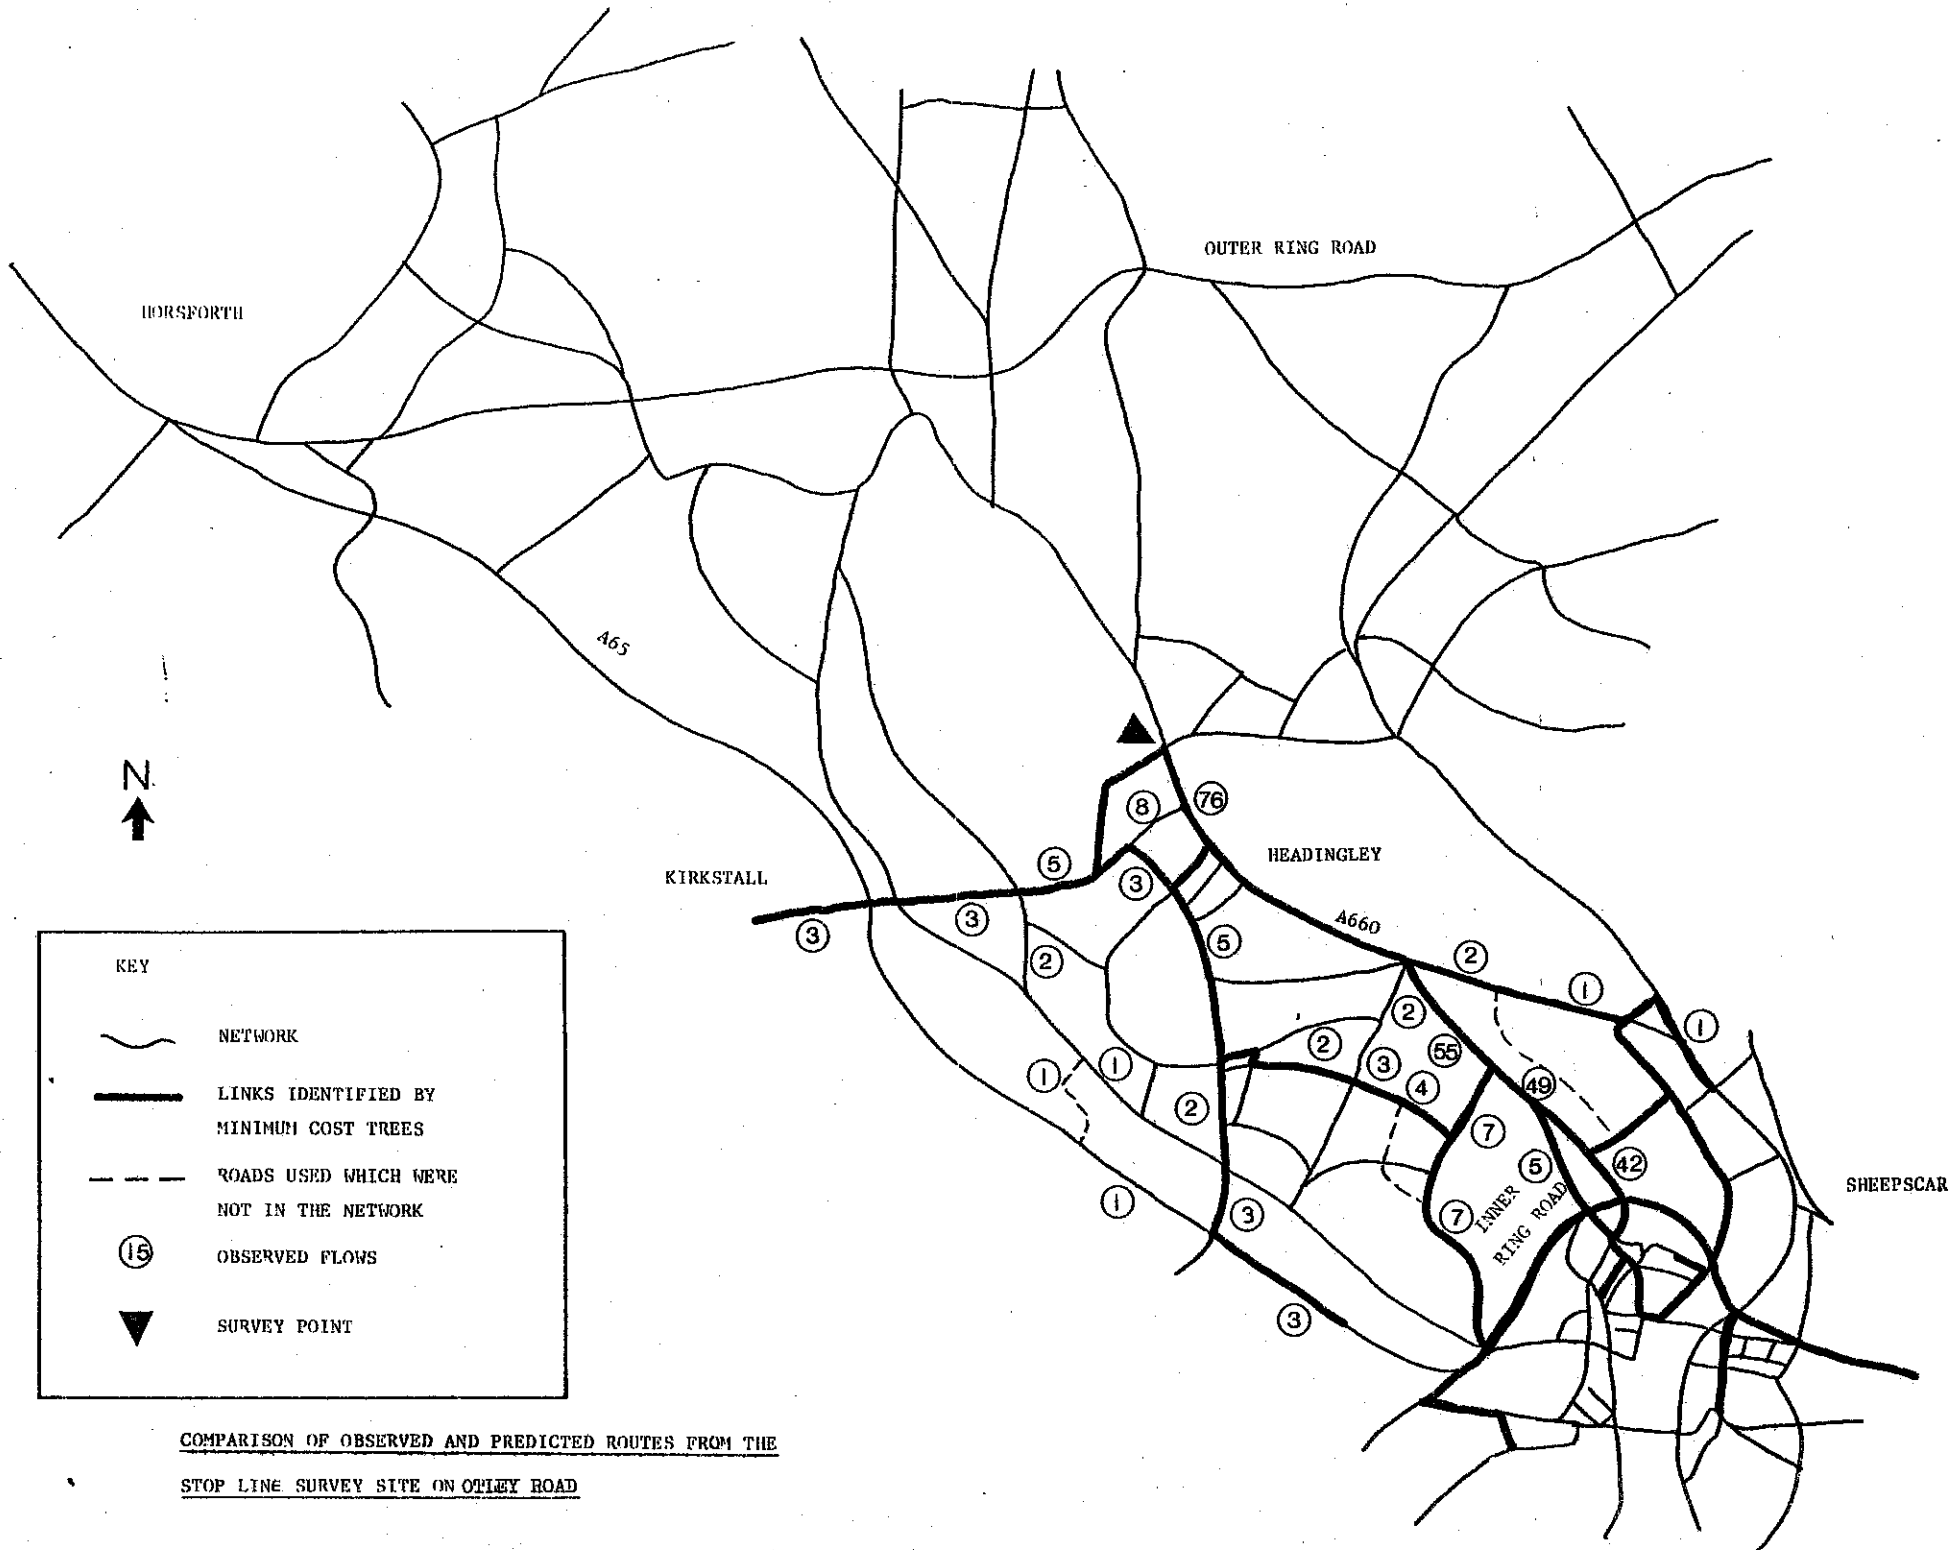 OUTER RING ROAD
HORSFORTH
A65
N
8
76
HEADINGLEY
5
KIRKSTALL
3
A660
3
3
5
2
2
1
KEY
2
1
NETWORK
2
55
3
1
1
4
49
LINKS IDENTIFIED BY
MINIMUM COST TREES
2
7
ROADS USED WHICH WERE
NOT IN THE NETWORK
5
42
SHEEPSCAR
1
3
7
INNER
RING ROAD
15
OBSERVED FLOWS
3
SURVEY POINT
COMPARISON OF OBSERVED AND PREDICTED ROUTES FROM THE
STOP LINE SURVEY SITE ON OTLEY ROAD